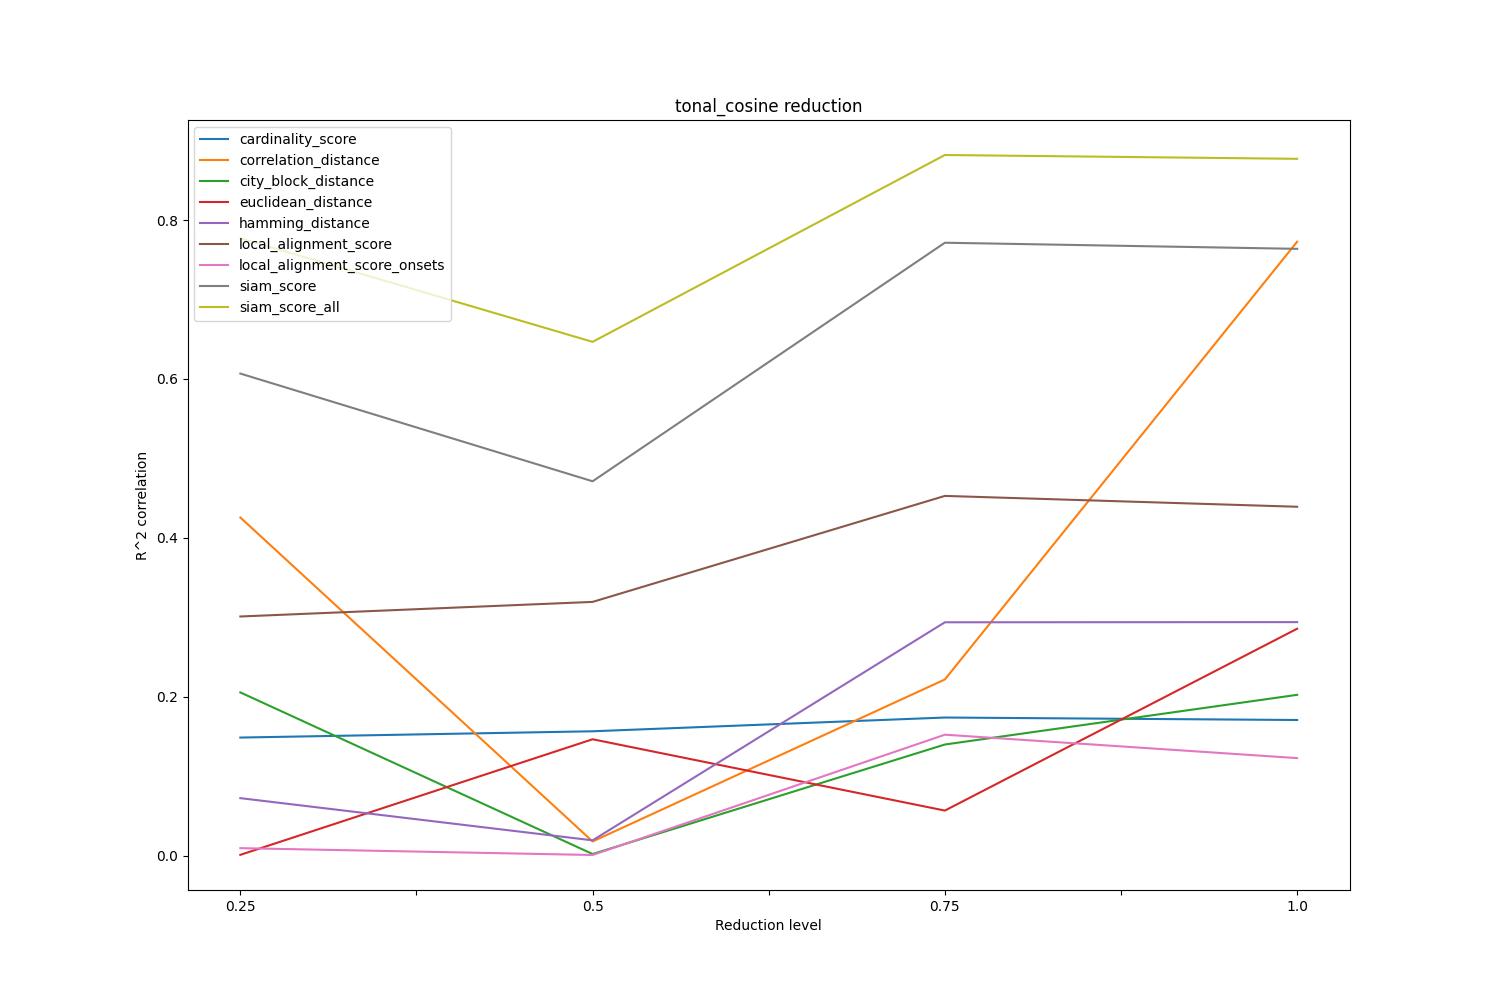 tonal_cosine reduction
cardinality_score
correlation_distance
city_block_distance
euclidean_distance
hamming_distance
local_alignment_score
local_alignment_score_onsets
siam_score
siam_score_all
0.8
0.6
0.4
0.2
0.0
R^2 correlation
0.25 0.5 0.75 1.0
Reduction level